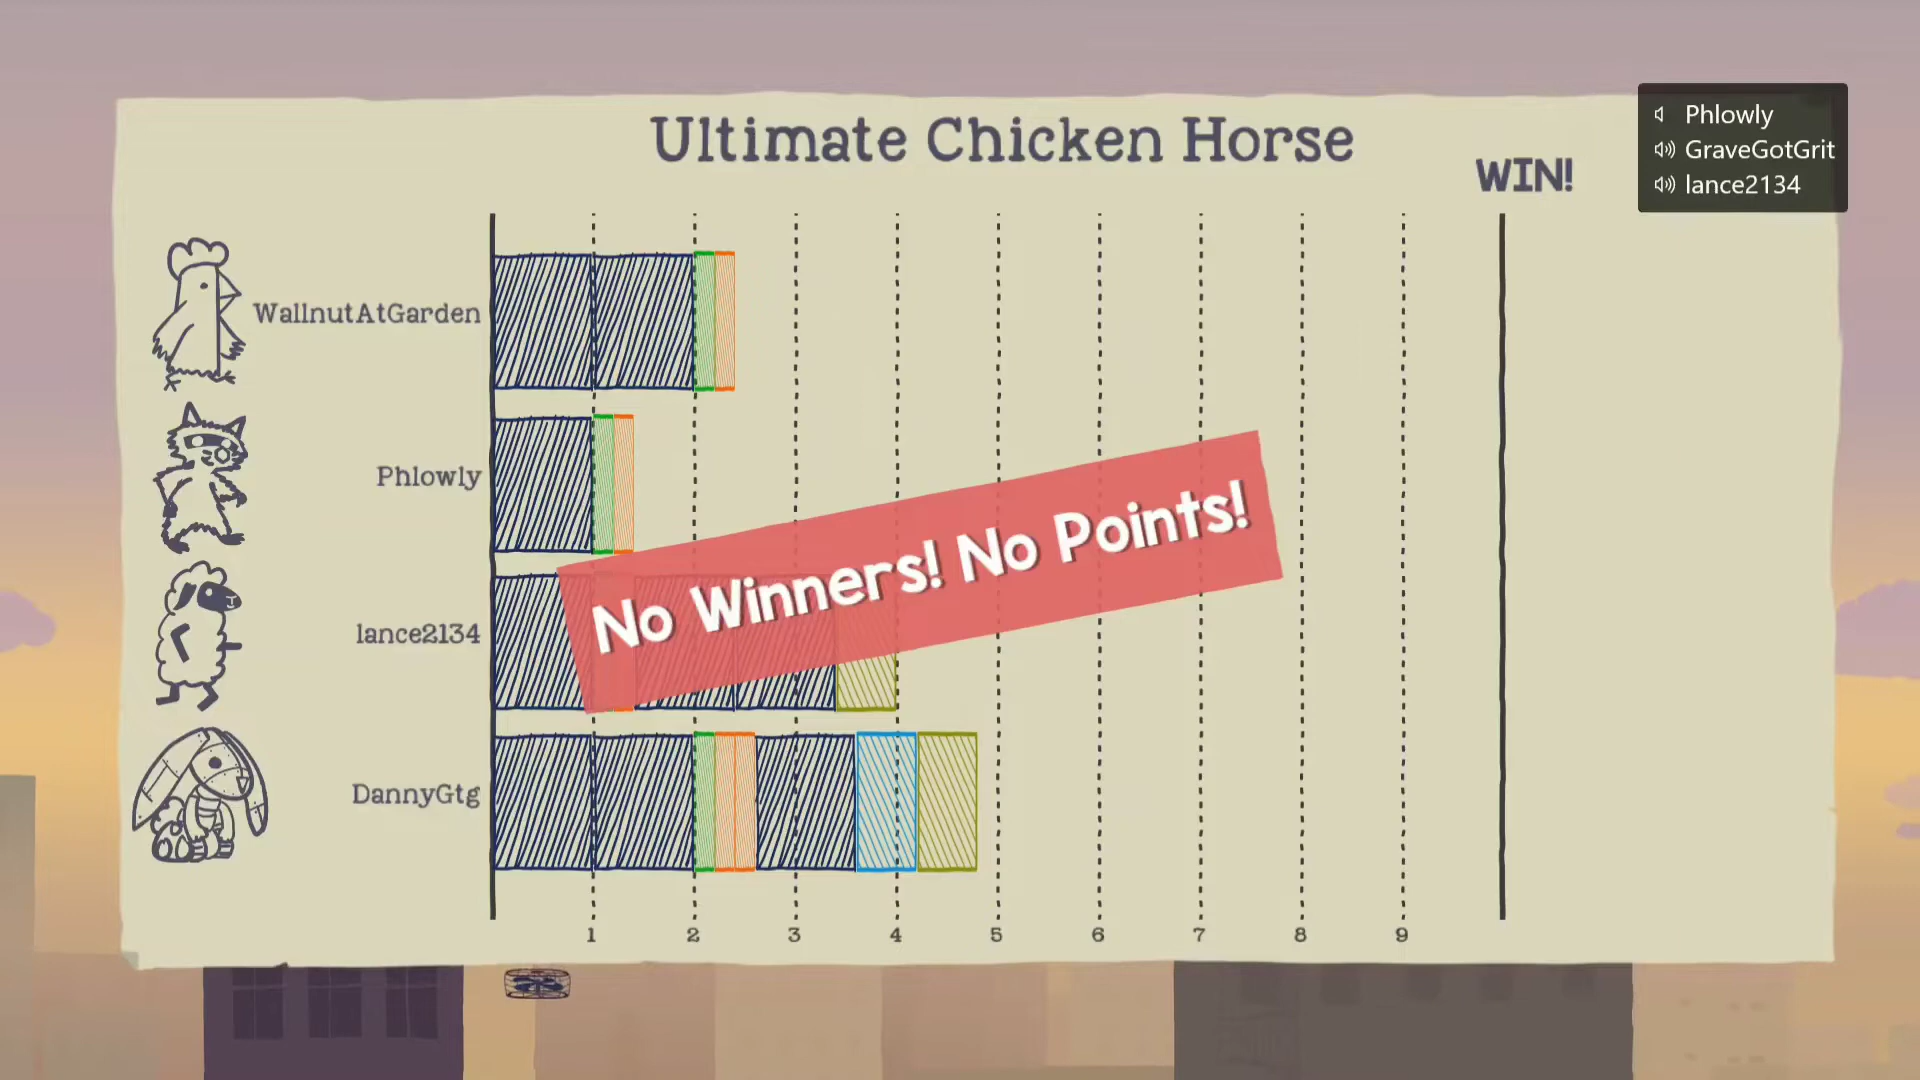 Ultimate Chicken Horse
WIN!
Phlowly
GraveGotGrit
lance2134
WallnutAtGarden
Phlowly
No Winners! No Points!
lance2134
DannyGtg
1 2 3 4 5 6 7 8 9